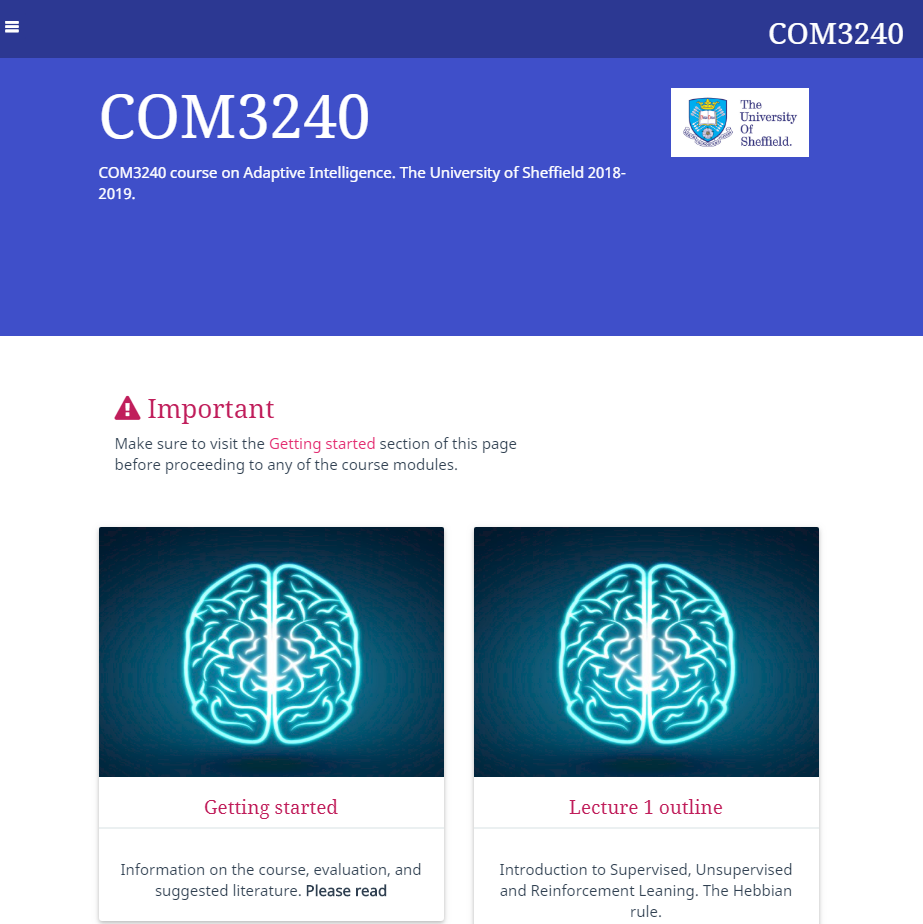 COM3240
COM3240
The
University
Of
Sheffield.
COM3240 course on Adaptive Intelligence. The University of Sheffield 2018-
2019.
Important
Make sure to visit the Getting started section of this page
before proceeding to any of the course modules.
Getting started
Information on the course, evaluation, and
suggested literature. Please read
Lecture 1 outline
Introduction to Supervised, Unsupervised
and Reinforcement Leaning. The Hebbian
rule.